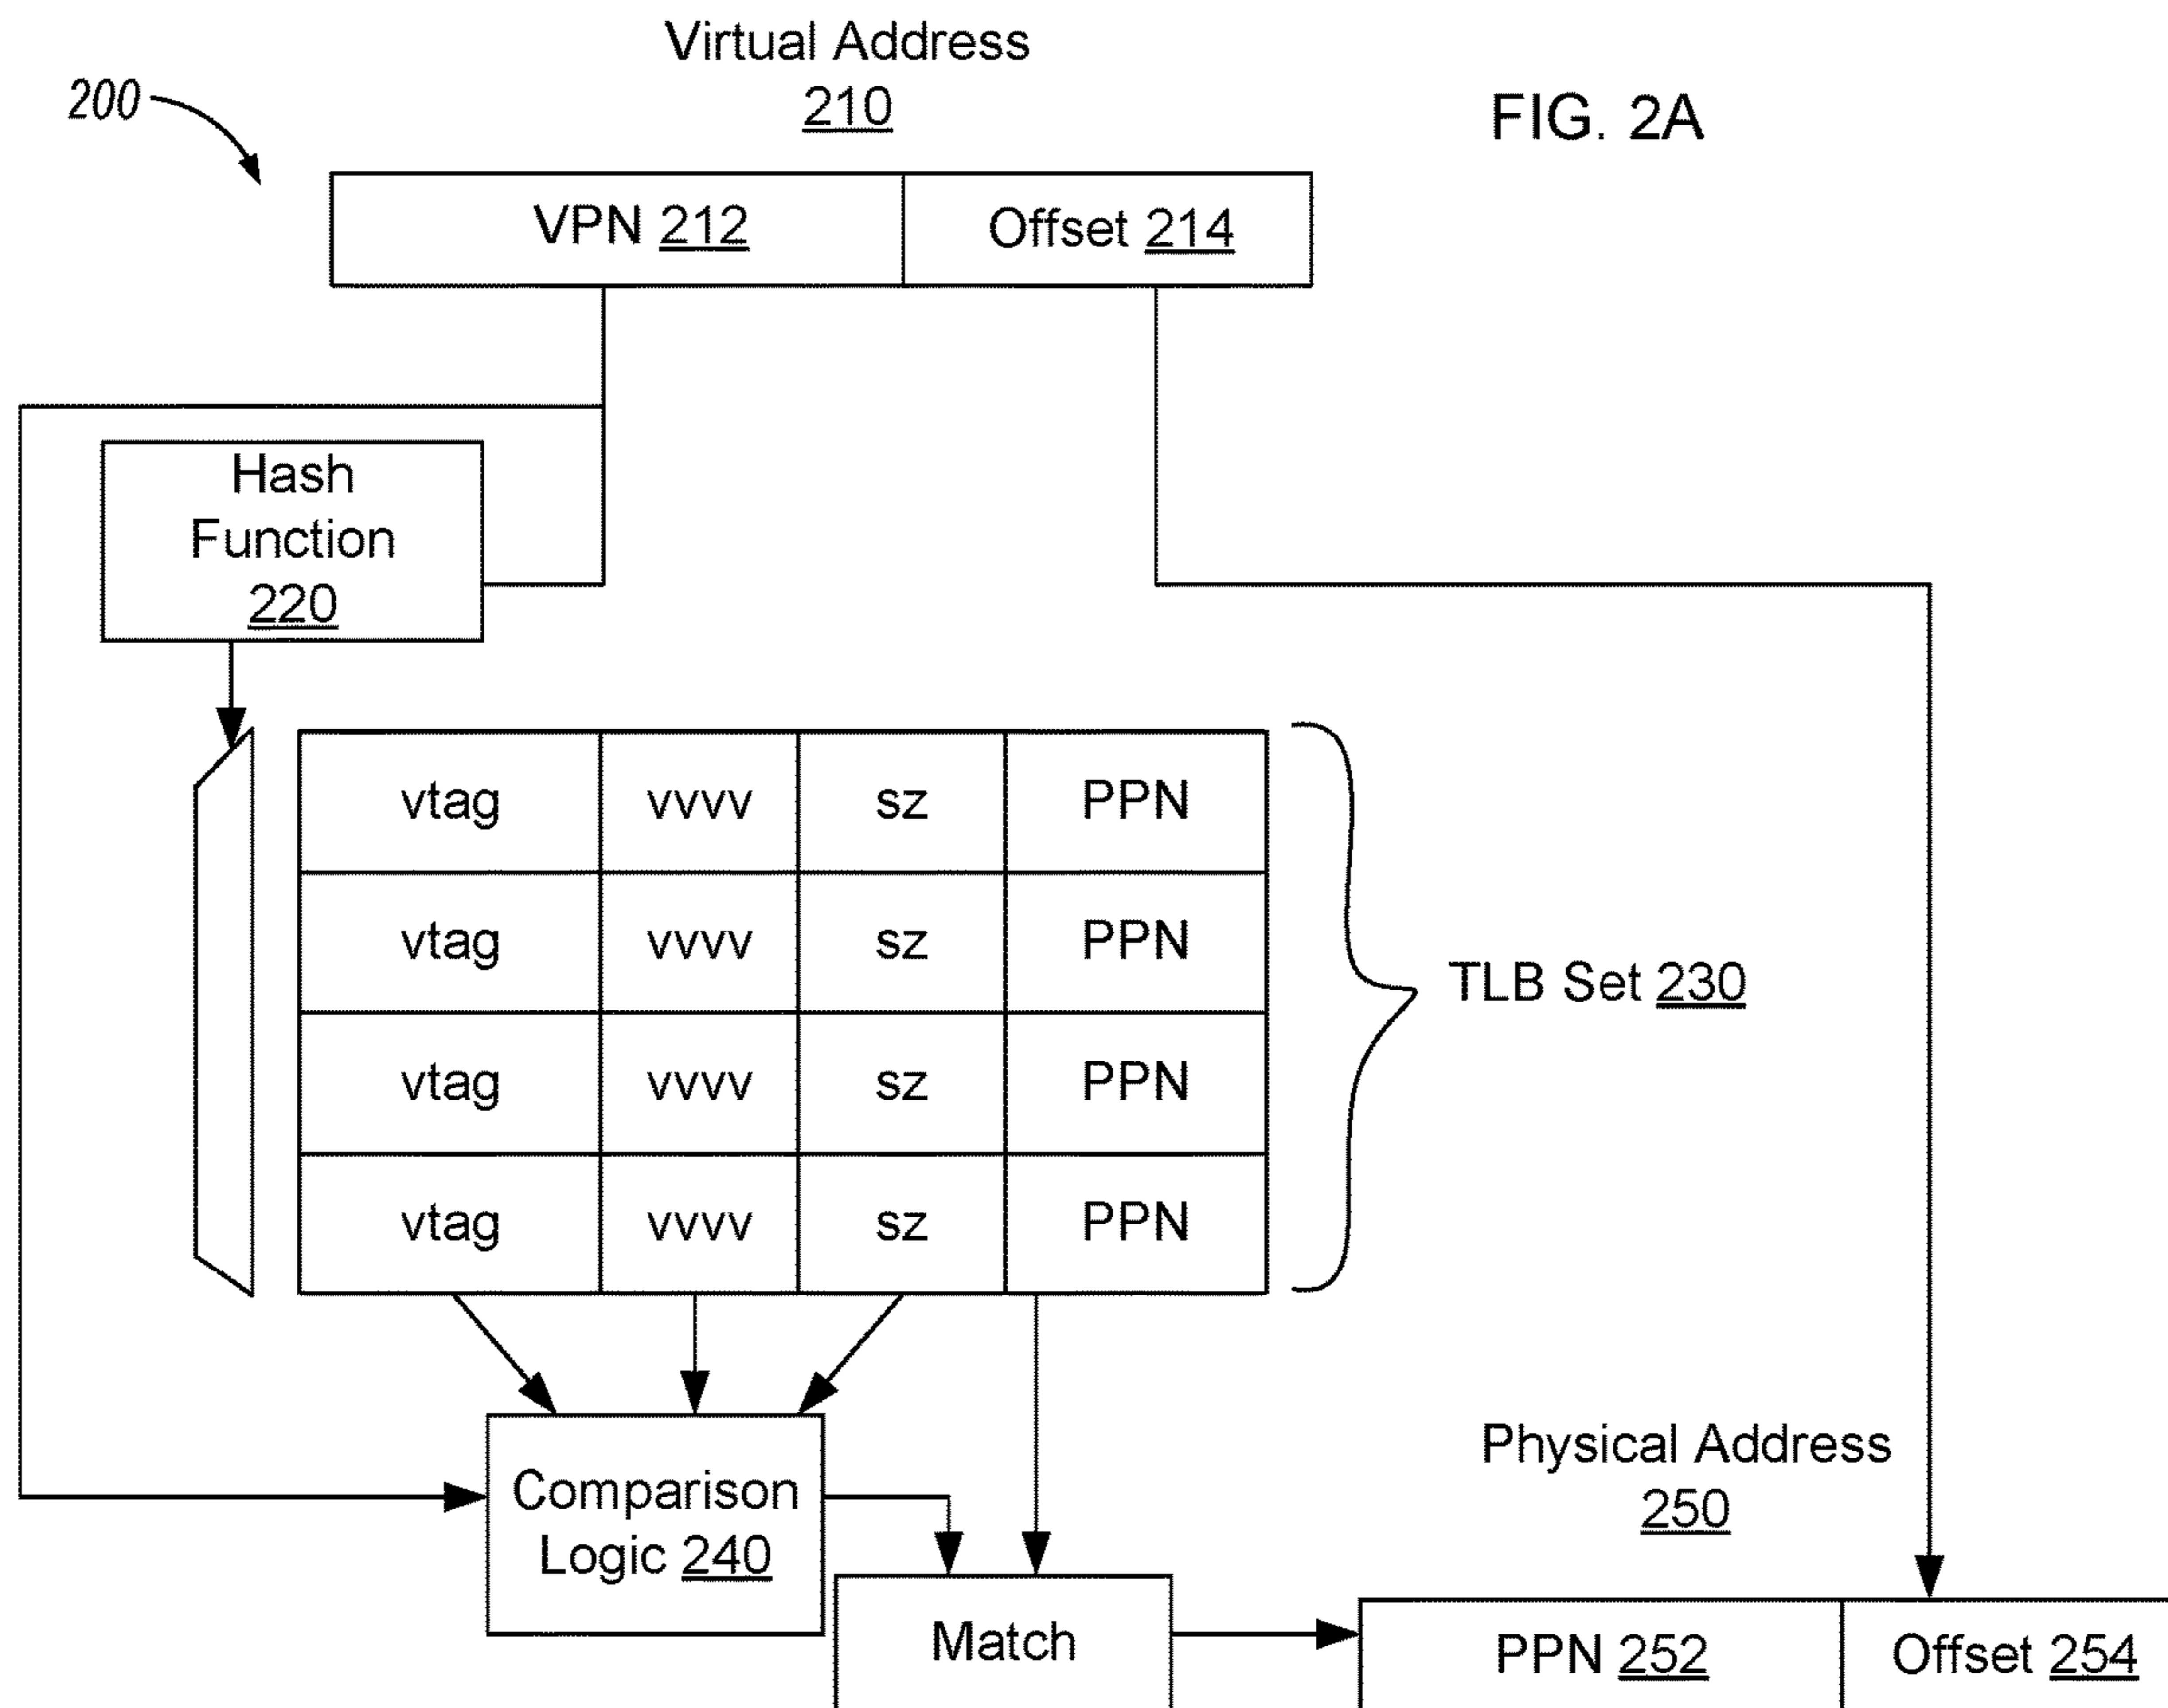 Virtual Address
210
200
FIG. 2A
VPN 212
Offset 214
Hash
Function
220
vtag vvvv sz PPN
vtag vvvv sz PPN
vtag vvvv sz PPN
vtag vvvv sz PPN
TLB Set 230
Comparison
Logic 240
Physical Address
250
Match
PPN 252
Offset 254